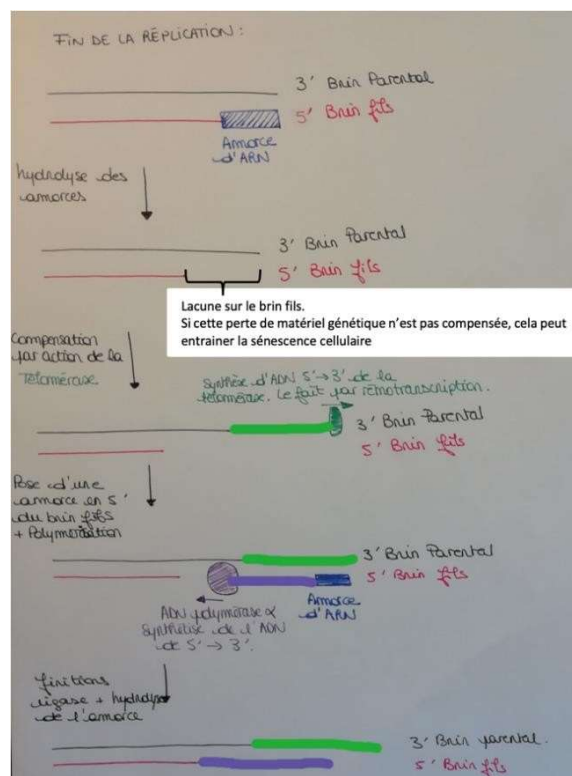 FIN DE LA RÉPLICATION :
3' Brin Parental
5' Brin fils
Amorce
d'ARN
hydrolyse des
amorces
3' Brin Parental
5' Brin fils
Lacune sur le brin fils.
Si cette perte de matériel génétique n'est pas compensée, cela peut
entrainer la sénescence cellulaire
Compensation
par action de la
Télomérase
Synthèse d'ADN 5' → 3' de la
télomérase. Le fait par rétrotranscription.
3' Brin Parental
5' Brin fils
Pose d'une
amorce en 5'
du brin fils
+ Polymérisation
3' Brin Parental
5' Brin fils
ADN polymérase α
Synthétise de l'ADN
de 5' → 3'.
Amorce
d'ARN
finitions
ligase + hydrolyse
de l'amorce
3' Brin parental.
5' Brin fils